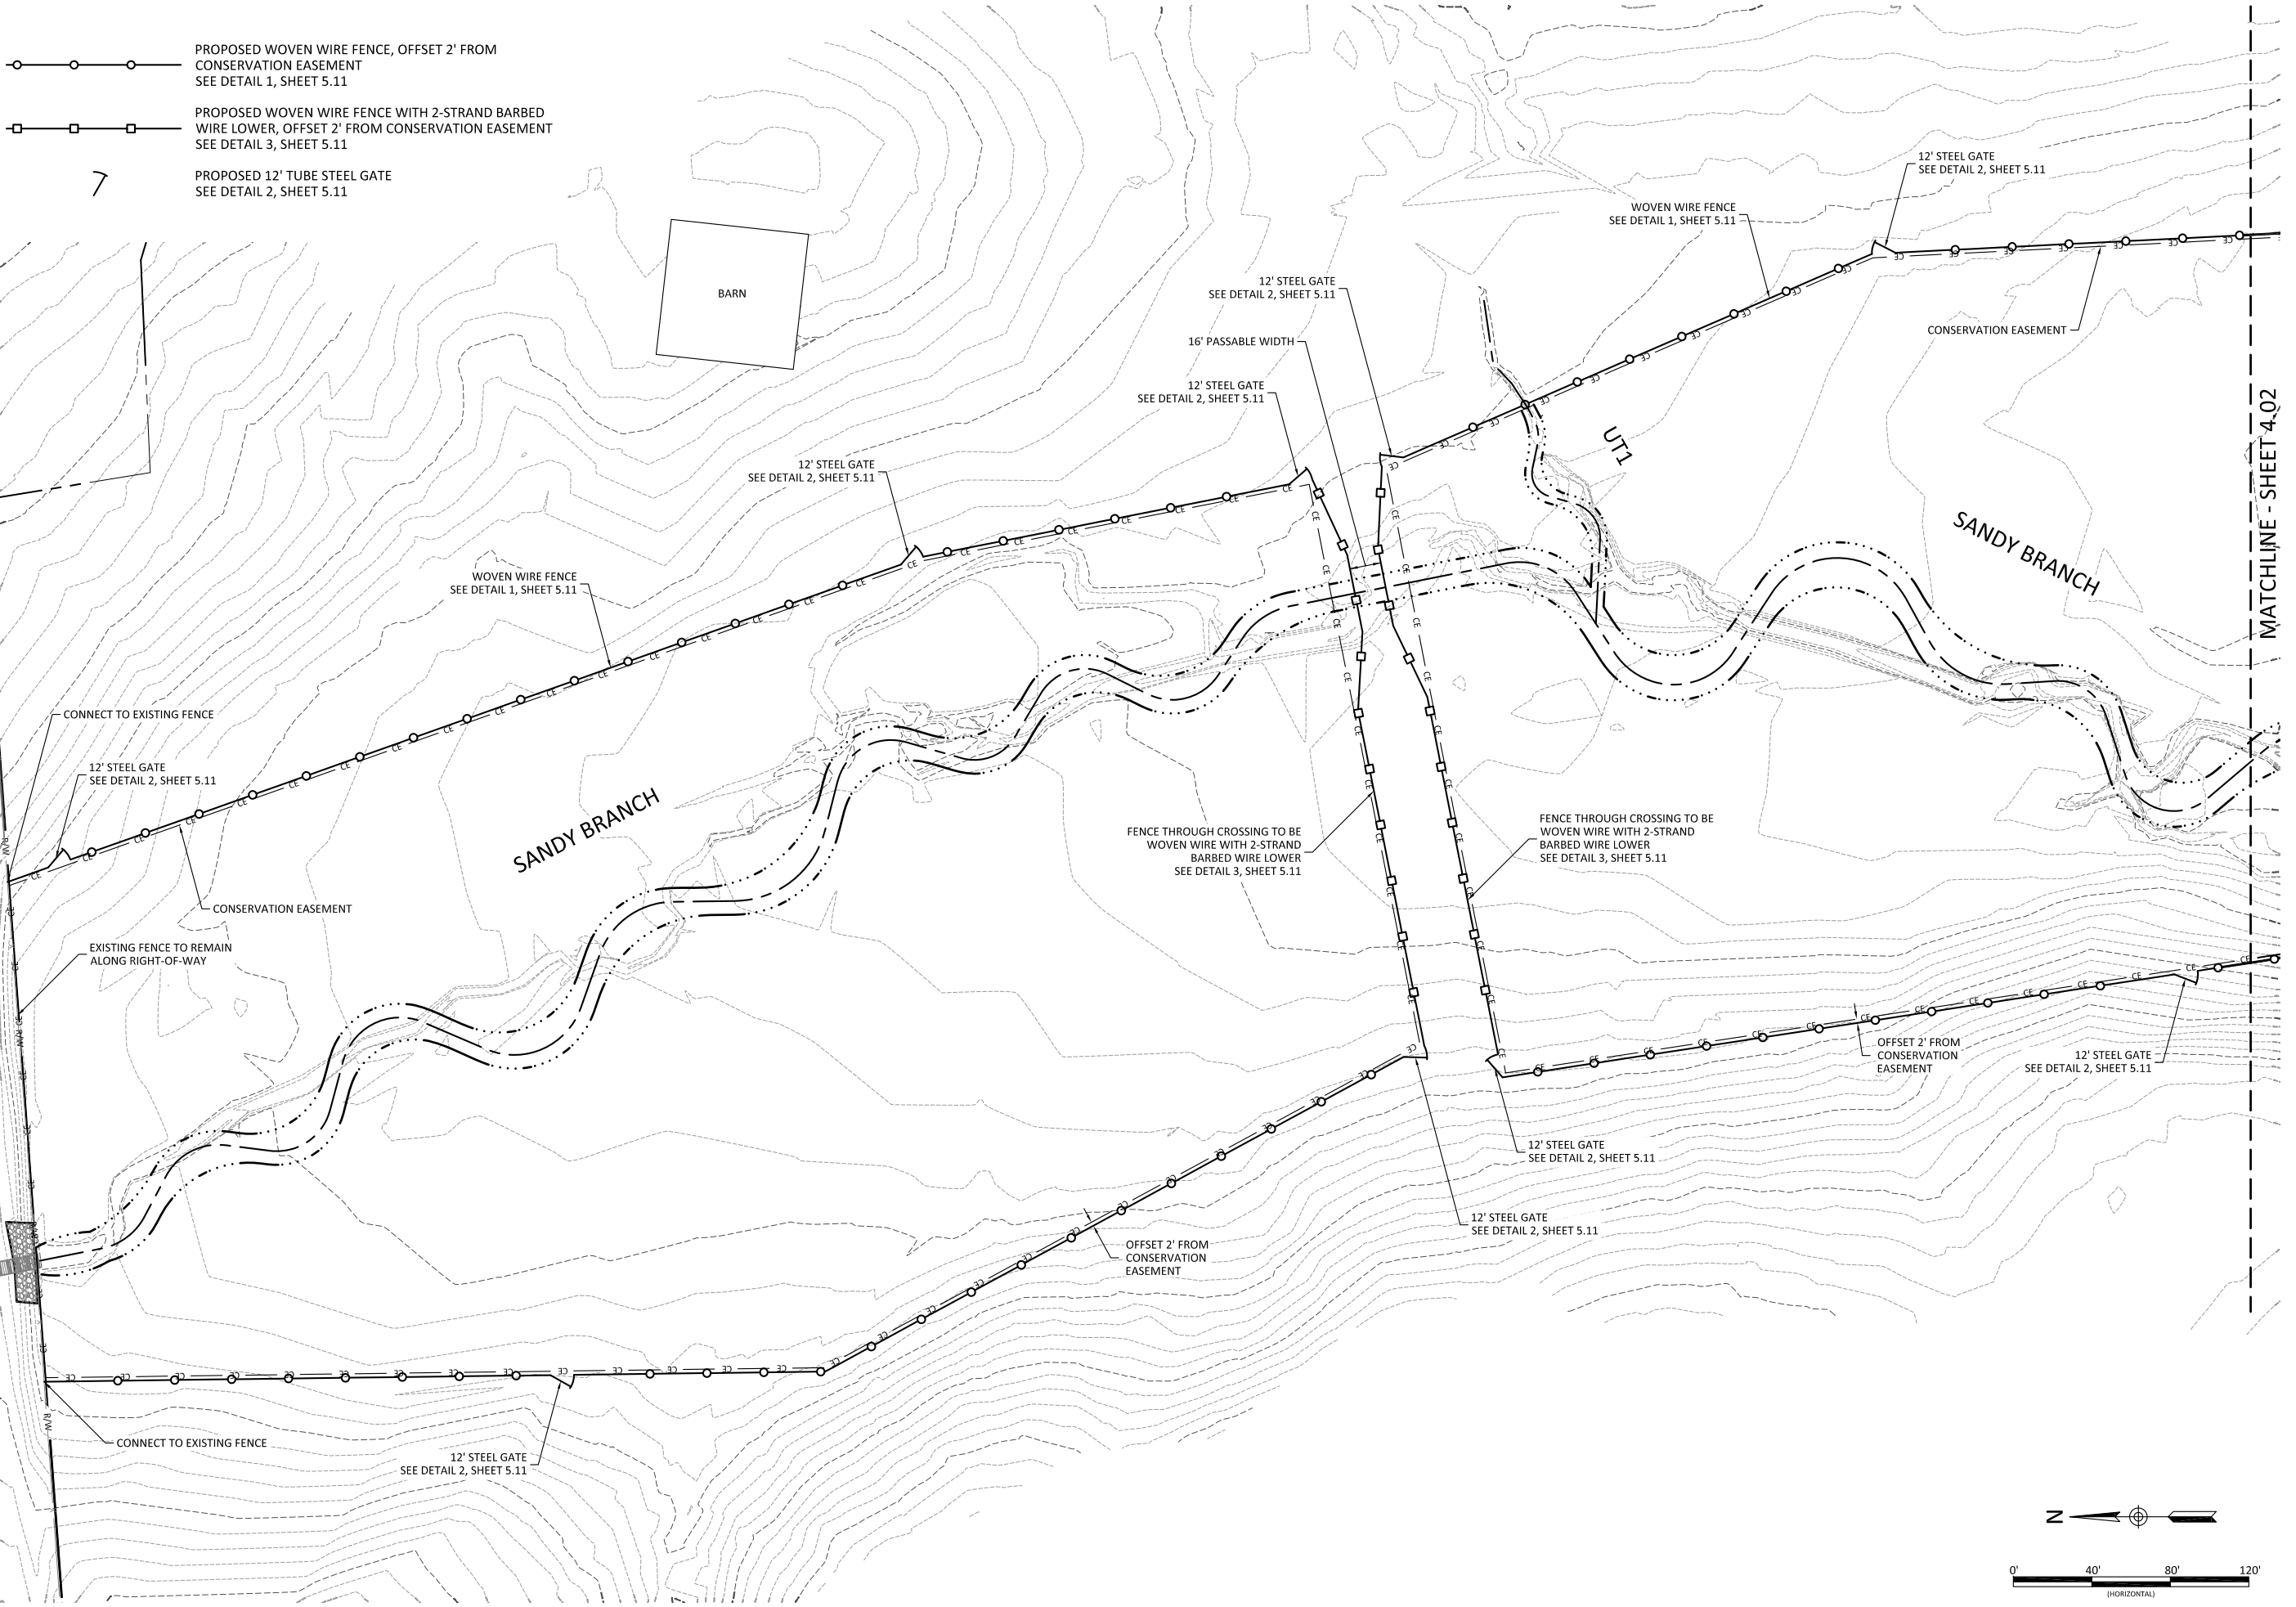 PROPOSED WOVEN WIRE FENCE, OFFSET 2' FROM
CONSERVATION EASEMENT
SEE DETAIL 1, SHEET 5.11
PROPOSED WOVEN WIRE FENCE WITH 2-STRAND BARBED
WIRE LOWER, OFFSET 2' FROM CONSERVATION EASEMENT
SEE DETAIL 3, SHEET 5.11
PROPOSED 12' TUBE STEEL GATE
SEE DETAIL 2, SHEET 5.11
12' STEEL GATE
SEE DETAIL 2, SHEET 5.11
WOVEN WIRE FENCE
SEE DETAIL 1, SHEET 5.11
BARN
12' STEEL GATE
SEE DETAIL 2, SHEET 5.11
CONSERVATION EASEMENT
16' PASSABLE WIDTH
12' STEEL GATE
SEE DETAIL 2, SHEET 5.11
UT1
12' STEEL GATE
SEE DETAIL 2, SHEET 5.11
MATCHLINE - SHEET 4.02
SANDY BRANCH
WOVEN WIRE FENCE
SEE DETAIL 1, SHEET 5.11
CONNECT TO EXISTING FENCE
12' STEEL GATE
SEE DETAIL 2, SHEET 5.11
SANDY BRANCH
FENCE THROUGH CROSSING TO BE
WOVEN WIRE WITH 2-STRAND
BARBED WIRE LOWER
SEE DETAIL 3, SHEET 5.11
FENCE THROUGH CROSSING TO BE
WOVEN WIRE WITH 2-STRAND
BARBED WIRE LOWER
SEE DETAIL 3, SHEET 5.11
CONSERVATION EASEMENT
EXISTING FENCE TO REMAIN
ALONG RIGHT-OF-WAY
R/W
R/W
CE
OFFSET 2' FROM
CONSERVATION
EASEMENT
12' STEEL GATE
SEE DETAIL 2, SHEET 5.11
12' STEEL GATE
SEE DETAIL 2, SHEET 5.11
12' STEEL GATE
SEE DETAIL 2, SHEET 5.11
OFFSET 2' FROM
CONSERVATION
EASEMENT
R/W
CONNECT TO EXISTING FENCE
12' STEEL GATE
SEE DETAIL 2, SHEET 5.11
N
0' 40' 80' 120'
(HORIZONTAL)